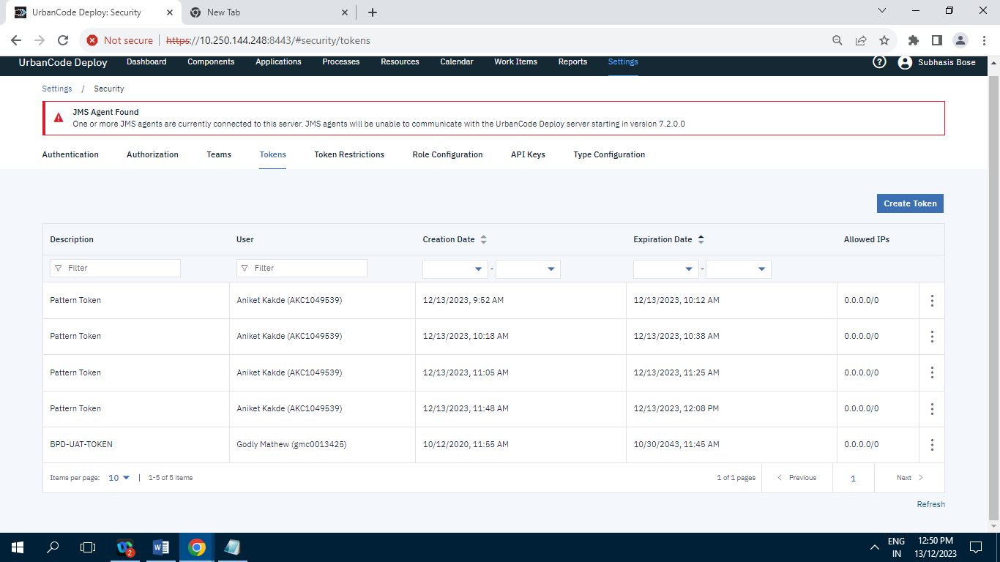 UrbanCode Deploy: Security
New Tab
Not secure
https://10.250.144.248:8443/#security/tokens
UrbanCode Deploy Dashboard Components Applications Processes Resources Calendar Work Items Reports Settings Subhasis Bose
Settings / Security
JMS Agent Found
One or more JMS agents are currently connected to this server. JMS agents will be unable to communicate with the UrbanCode Deploy server starting in version 7.2.0.0
Authentication Authorization Teams Tokens Token Restrictions Role Configuration API Keys Type Configuration
Create Token
Description User Creation Date Expiration Date Allowed IPs
Filter Filter - -
Pattern Token Aniket Kakde (AKC1049539) 12/13/2023, 9:52 AM 12/13/2023, 10:12 AM 0.0.0.0/0
Pattern Token Aniket Kakde (AKC1049539) 12/13/2023, 10:18 AM 12/13/2023, 10:38 AM 0.0.0.0/0
Pattern Token Aniket Kakde (AKC1049539) 12/13/2023, 11:05 AM 12/13/2023, 11:25 AM 0.0.0.0/0
Pattern Token Aniket Kakde (AKC1049539) 12/13/2023, 11:48 AM 12/13/2023, 12:08 PM 0.0.0.0/0
BPD-UAT-TOKEN Godly Mathew (gmc0013425) 10/12/2020, 11:55 AM 10/30/2043, 11:45 AM 0.0.0.0/0
Items per page: 10 | 1-5 of 5 items 1 of 1 pages Previous 1 Next
Refresh
2
ENG
IN
12:50 PM
13/12/2023